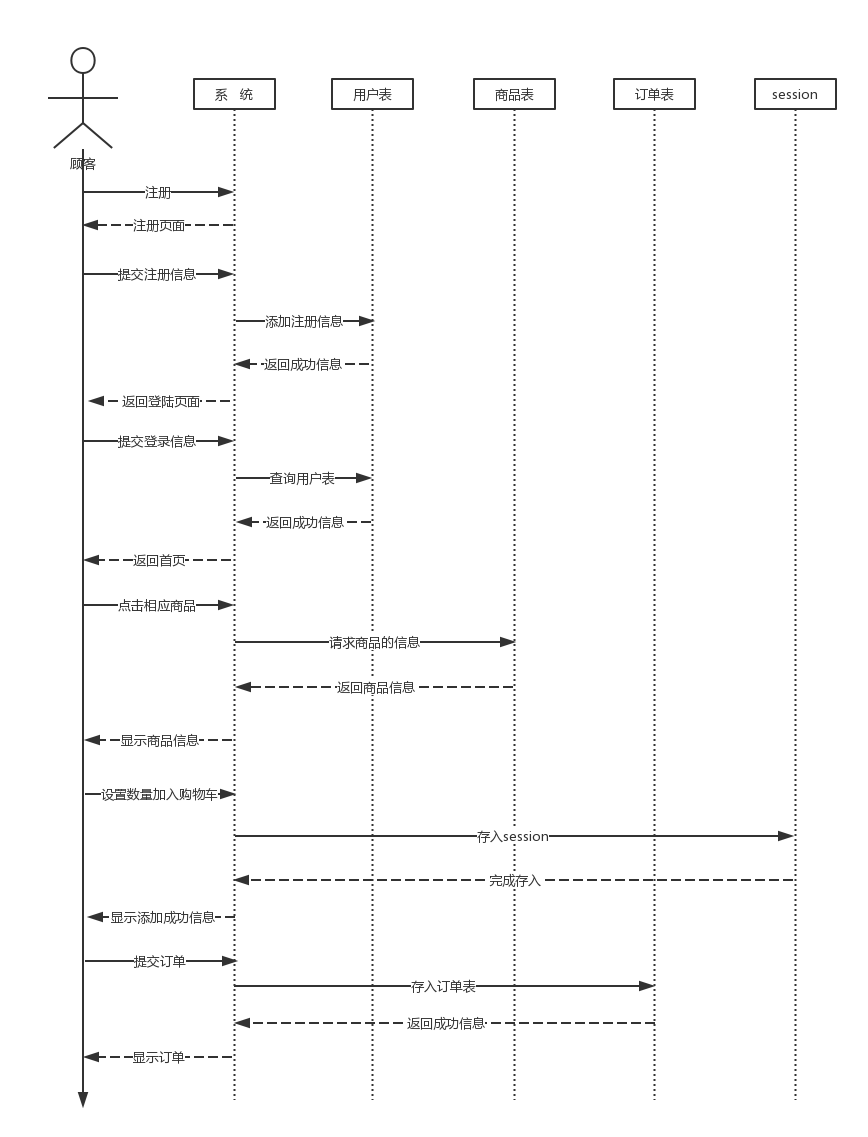 系 统
用户表
商品表
订单表
session
顾客
注册
注册页面
提交注册信息
添加注册信息
返回成功信息
返回登陆页面
提交登录信息
查询用户表
返回成功信息
返回首页
点击相应商品
请求商品的信息
返回商品信息
显示商品信息
设置数量加入购物车
存入session
完成存入
显示添加成功信息
提交订单
存入订单表
返回成功信息
显示订单